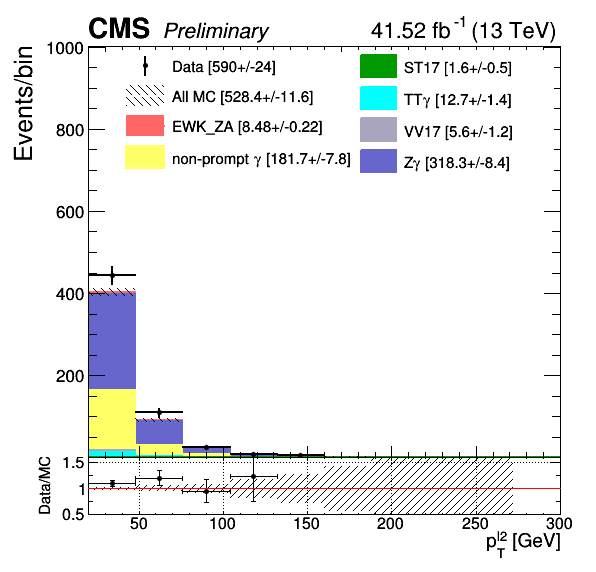 CMS Preliminary 41.52 fb⁻¹ (13 TeV)
Events/bin
1000
800
600
400
200
Data [590+/-24]
All MC [528.4+/-11.6]
EWK_ZA [8.48+/-0.22]
non-prompt γ [181.7+/-7.8]
ST17 [1.6+/-0.5]
TTγ [12.7+/-1.4]
VV17 [5.6+/-1.2]
Zγ [318.3+/-8.4]
Data/MC
1.5
1
0.5
50 100 150 200 250 300
p_T^l2 [GeV]